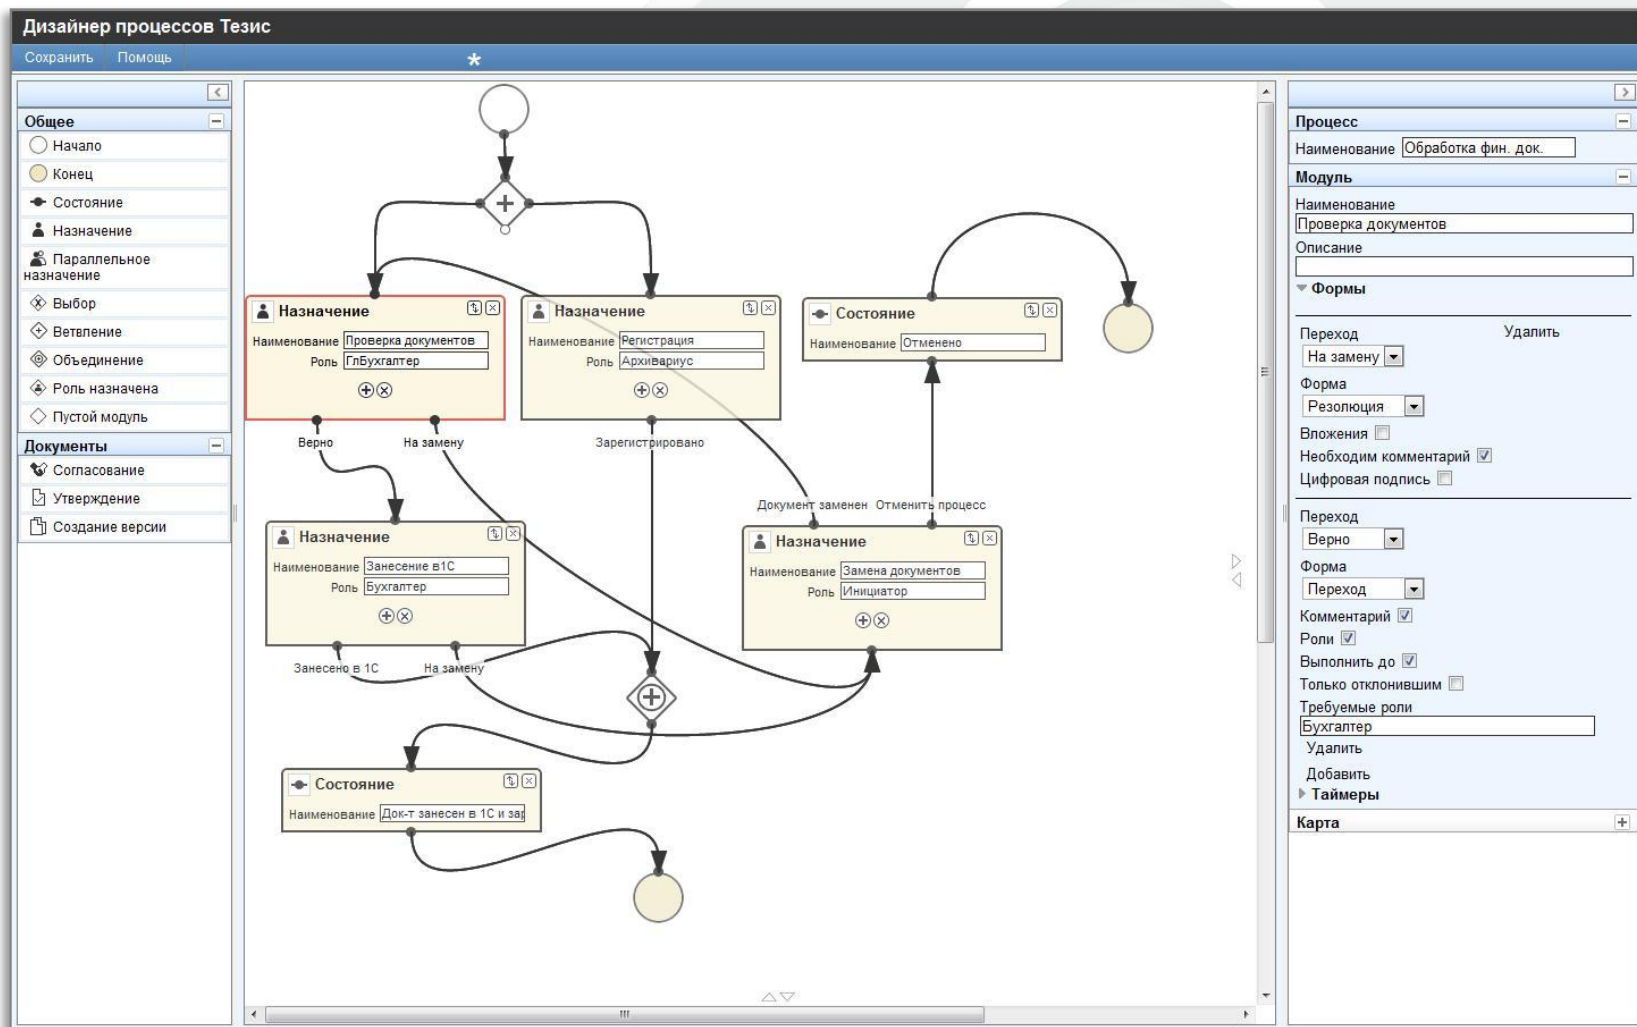 Дизайнер процессов Тезис
Сохранить Помощь *
Общее
Начало
Конец
Состояние
Назначение
Параллельное
назначение
Выбор
Ветвление
Объединение
Роль назначена
Пустой модуль
Документы
Согласование
Утверждение
Создание версии
Назначение
Наименование Проверка документов
Роль ГлБухгалтер
Верно На замену
Назначение
Наименование Регистрация
Роль Архивариус
Зарегистрировано
Состояние
Наименование Отменено
Документ заменен Отменить процесс
Назначение
Наименование Занесение в1С
Роль Бухгалтер
Занесено в 1С На замену
Назначение
Наименование Замена документов
Роль Инициатор
Состояние
Наименование Док-т занесен в 1С и зар
Процесс
Наименование Обработка фин. док.
Модуль
Наименование
Проверка документов
Описание
Формы
Переход Удалить
На замену
Форма
Резолюция
Вложения
Необходим комментарий
Цифровая подпись
Переход
Верно
Форма
Переход
Комментарий
Роли
Выполнить до
Только отклонившим
Требуемые роли
Бухгалтер
Удалить
Добавить
Таймеры
Карта